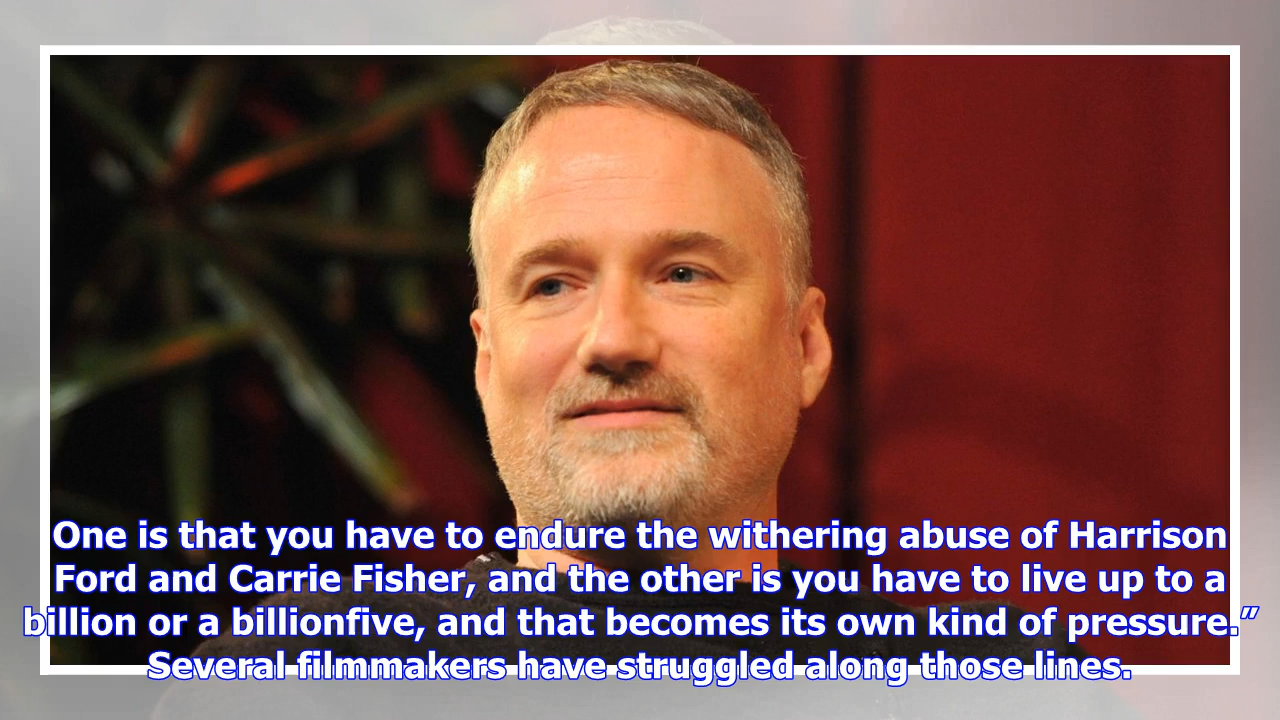 One is that you have to endure the withering abuse of Harrison
Ford and Carrie Fisher, and the other is you have to live up to a
billion or a billionfive, and that becomes its own kind of pressure.”
Several filmmakers have struggled along those lines.